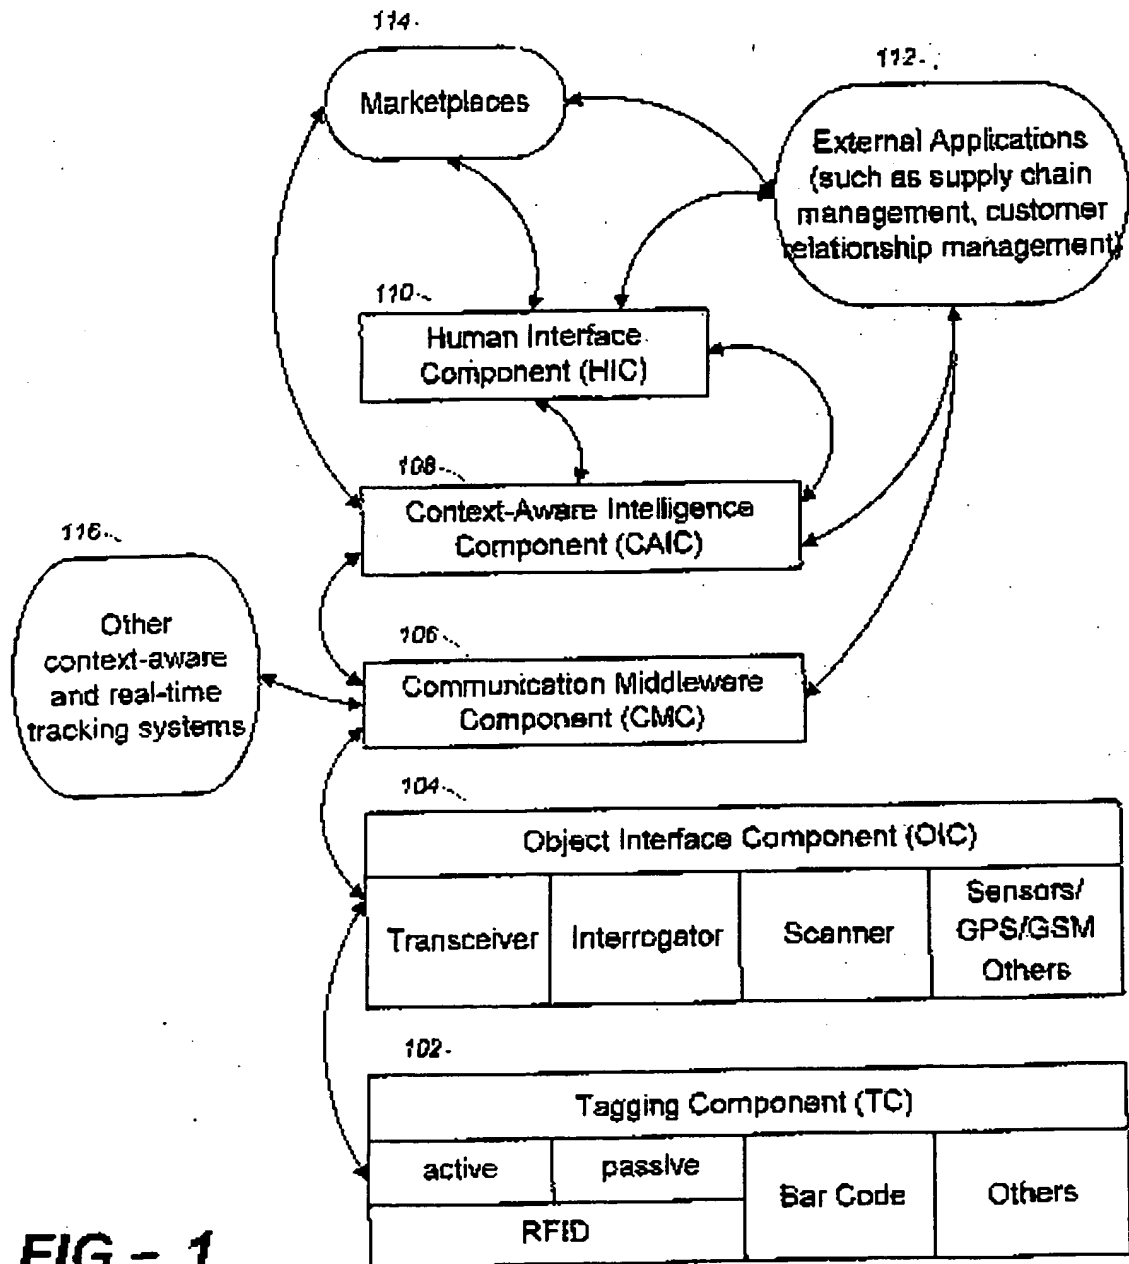 114
Marketplaces
112
External Applications
(such as supply chain
management, customer
relationship management)
110
Human Interface
Component (HIC)
108
Context-Aware Intelligence
Component (CAIC)
116
Other
context-aware
and real-time
tracking systems
106
Communication Middleware
Component (CMC)
104
Object Interface Component (OIC)
Transceiver
Interrogator
Scanner
Sensors/
GPS/GSM
Others
102
Tagging Component (TC)
active
passive
RFID
Bar Code
Others
FIG - 1